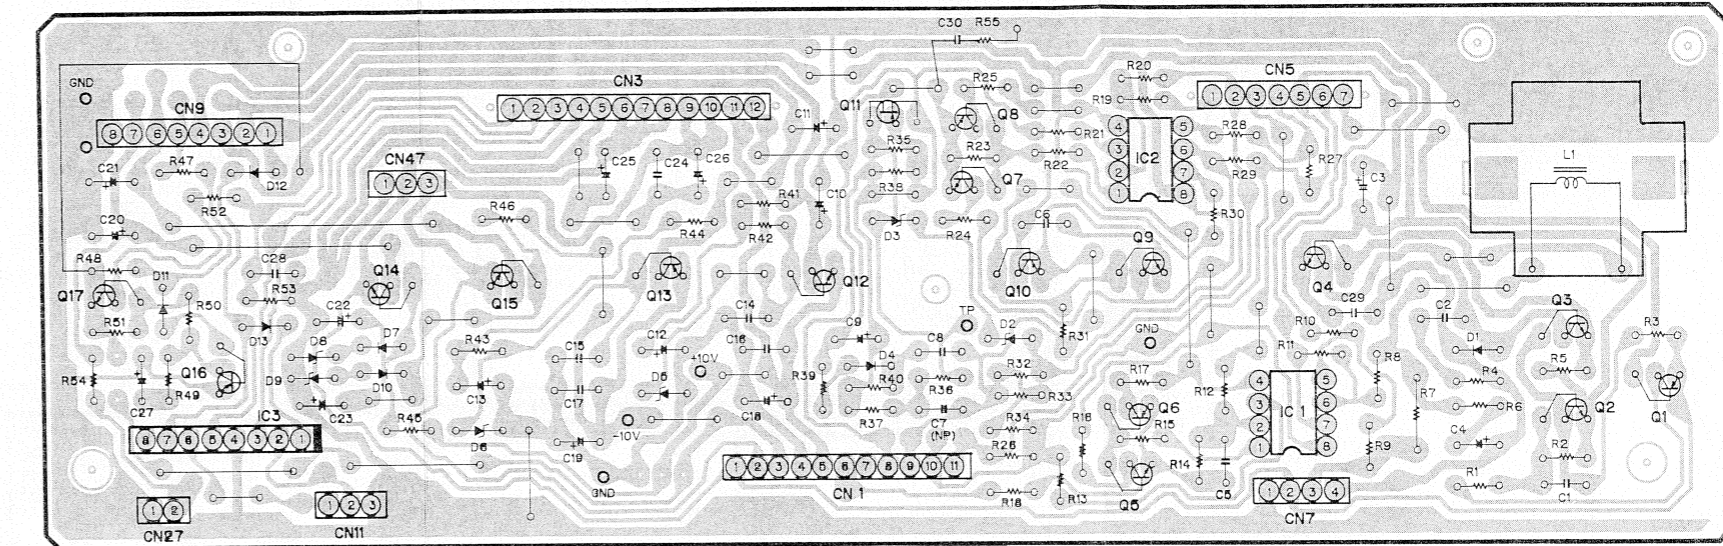 C30 R55
GND
CN9
8 7 6 5 4 3 2 1
C21
R47
D12
R52
C20
CN3
1 2 3 4 5 6 7 8 9 10 11 12
CN47
1 2 3
C25
C24
C26
R46
R44
R41
R42
C11
C10
Q11
R35
R38
D3
R25
Q8
R23
Q7
R24
R20
R19
R21
R22
C6
4 3 2 1
IC2
5 6 7 8
CN5
1 2 3 4 5 6 7
R28
R29
R27
R30
C3
L1
R48
Q17
D11
R50
R51
C28
R53
D13
Q14
C22
Q15
Q13
Q12
Q10
Q9
Q4
C29
C2
Q3
R3
R54
C27
R49
Q16
D8
D9
D7
D10
C23
R45
R43
C13
D6
C15
C17
C19
C12
+10V
D5
-10V
GND
C14
C16
C18
C9
D4
R39
R40
R37
C8
R36
C7
(NP)
TP
D2
R32
R33
R34
R26
R18
R31
R16
R13
GND
R17
Q6
R15
Q5
R14
C5
R12
R10
R11
4 3 2 1
IC 1
5 6 7 8
R8
R9
R7
D1
R4
R6
C4
R1
R5
Q2
R2
C1
Q1
IC3
8 7 6 5 4 3 2 1
CN27
1 2
CN11
1 2 3
CN 1
1 2 3 4 5 6 7 8 9 10 11
CN7
1 2 3 4